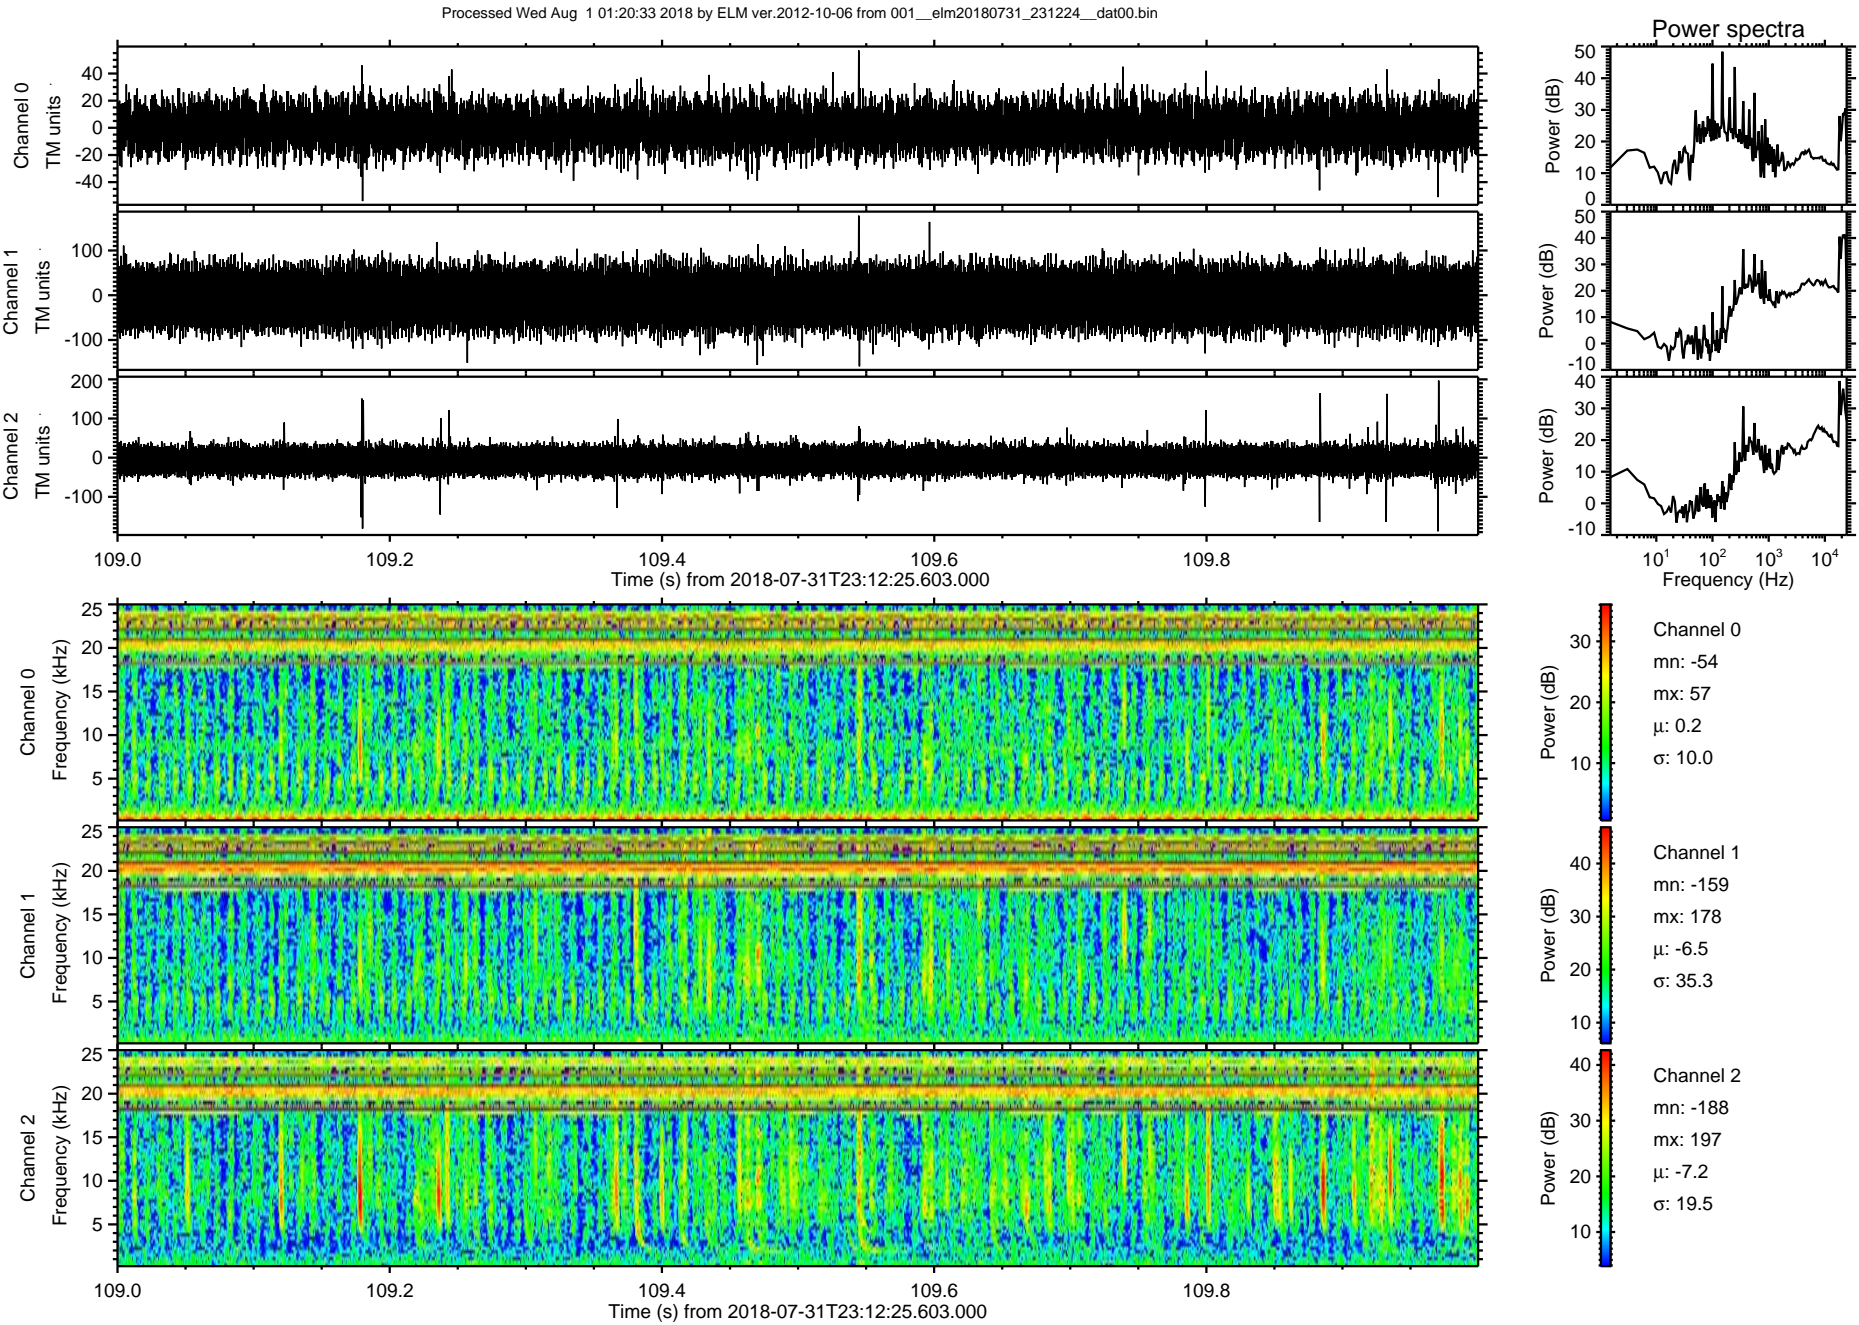 Processed Wed Aug  1 01:20:33 2018 by ELM ver.2012-10-06 from 001__elm20180731_231224__dat00.bin
Power spectra
Channel 0
TM units
40
20
0
-20
-40
Power (dB)
50
40
30
20
10
0
Channel 1
TM units
100
0
-100
Power (dB)
50
40
30
20
10
0
-10
Channel 2
TM units
200
100
0
-100
Power (dB)
40
30
20
10
0
-10
109.0 109.2 109.4 109.6 109.8
Time (s) from 2018-07-31T23:12:25.603.000
10^1 10^2 10^3 10^4
Frequency (Hz)
Channel 0
Frequency (kHz)
25
20
15
10
5
Power (dB)
30
20
10
Channel 0
mn: -54
mx: 57
μ: 0.2
σ: 10.0
Channel 1
Frequency (kHz)
25
20
15
10
5
Power (dB)
40
30
20
10
Channel 1
mn: -159
mx: 178
μ: -6.5
σ: 35.3
Channel 2
Frequency (kHz)
25
20
15
10
5
Power (dB)
40
30
20
10
Channel 2
mn: -188
mx: 197
μ: -7.2
σ: 19.5
109.0 109.2 109.4 109.6 109.8
Time (s) from 2018-07-31T23:12:25.603.000